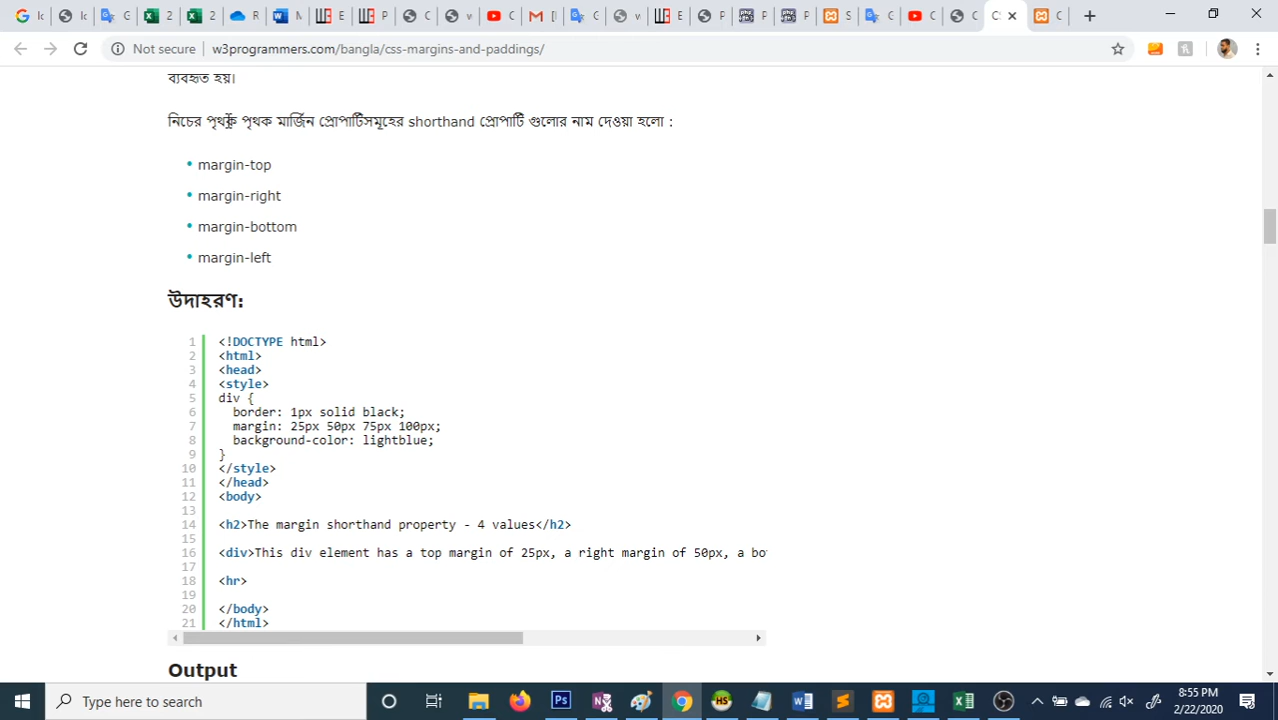 Not secure
w3programmers.com/bangla/css-margins-and-paddings/
ব্যবহৃত হয়।
নিচের পৃথক পৃথক মার্জিন প্রোপার্টিসমূহের shorthand প্রোপার্টি গুলোর নাম দেওয়া হলো :
margin-top
margin-right
margin-bottom
margin-left
উদাহরণ:
1 <!DOCTYPE html>
2 <html>
3 <head>
4 <style>
5 div {
6 border: 1px solid black;
7 margin: 25px 50px 75px 100px;
8 background-color: lightblue;
9 }
10 </style>
11 </head>
12 <body>
13
14 <h2>The margin shorthand property - 4 values</h2>
15
16 <div>This div element has a top margin of 25px, a right margin of 50px, a bo
17
18 <hr>
19
20 </body>
21 </html>
Output
Type here to search
8:55 PM
2/22/2020